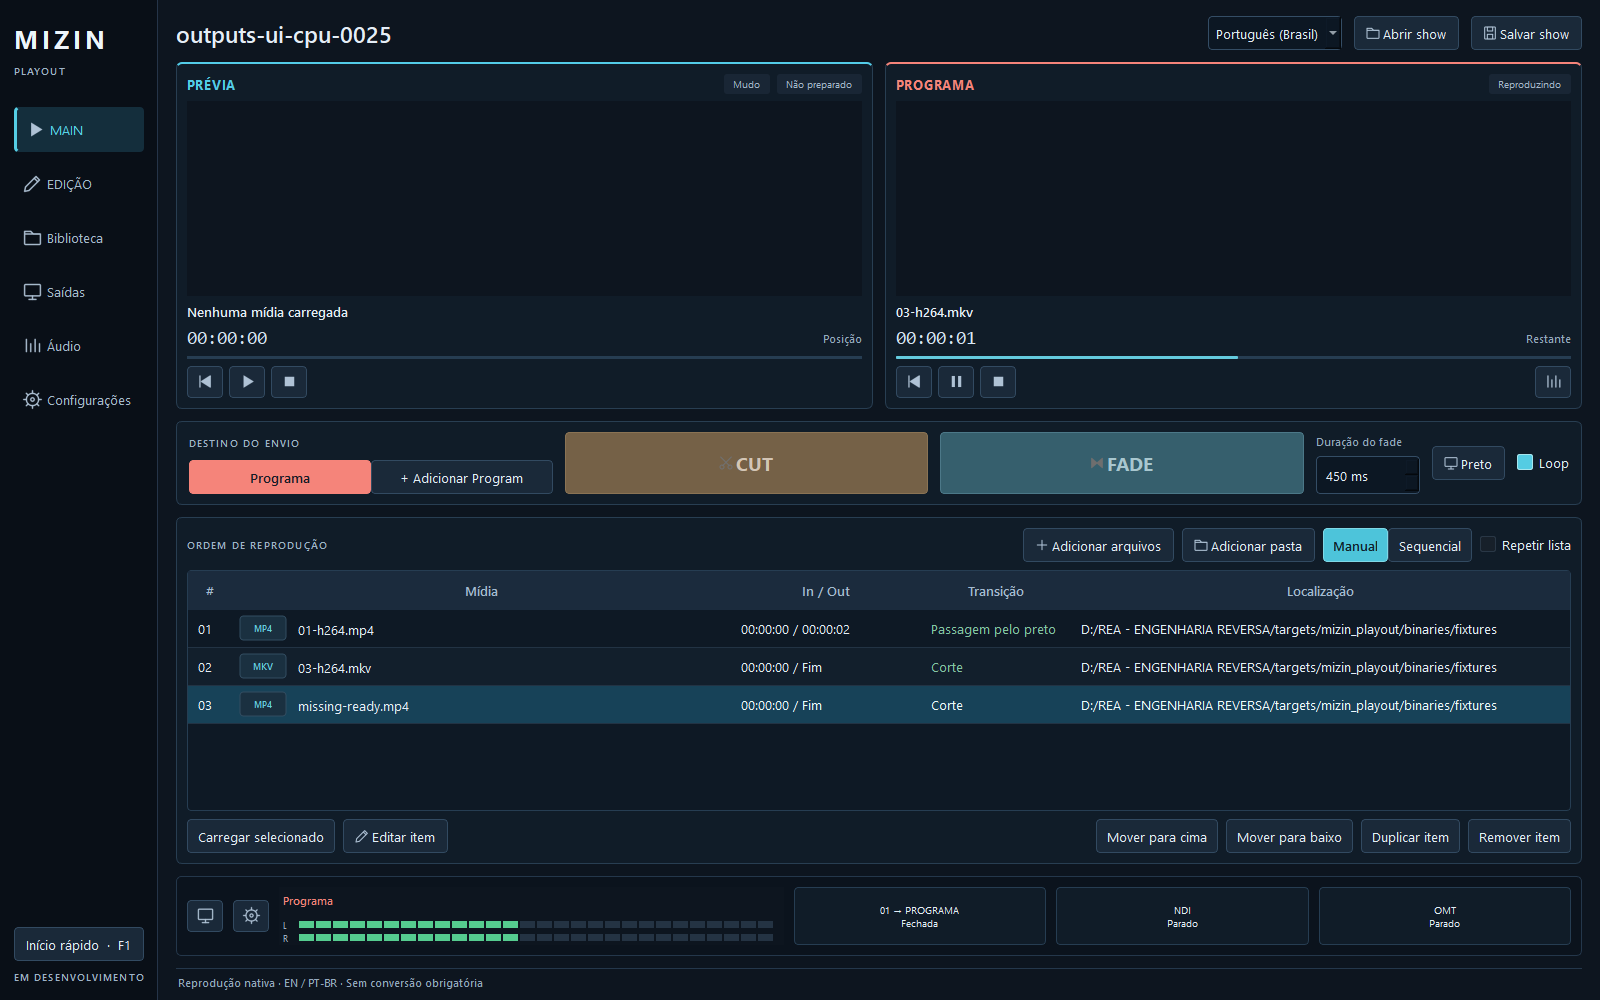 MIZIN
PLAYOUT
MAIN
EDIÇÃO
Biblioteca
Saídas
Áudio
Configurações
Início rápido · F1
EM DESENVOLVIMENTO
outputs-ui-cpu-0025
Português (Brasil)
Abrir show
Salvar show
PRÉVIA
Mudo
Não preparado
Nenhuma mídia carregada
00:00:00
Posição
PROGRAMA
Reproduzindo
03-h264.mkv
00:00:01
Restante
DESTINO DO ENVIO
Programa
+ Adicionar Program
CUT
FADE
Duração do fade
450 ms
Preto
Loop
ORDEM DE REPRODUÇÃO
Adicionar arquivos
Adicionar pasta
Manual
Sequencial
Repetir lista
# Mídia In / Out Transição Localização
01 MP4 01-h264.mp4 00:00:00 / 00:00:02 Passagem pelo preto D:/REA - ENGENHARIA REVERSA/targets/mizin_playout/binaries/fixtures
02 MKV 03-h264.mkv 00:00:00 / Fim Corte D:/REA - ENGENHARIA REVERSA/targets/mizin_playout/binaries/fixtures
03 MP4 missing-ready.mp4 00:00:00 / Fim Corte D:/REA - ENGENHARIA REVERSA/targets/mizin_playout/binaries/fixtures
Carregar selecionado
Editar item
Mover para cima
Mover para baixo
Duplicar item
Remover item
Programa
L
R
01 → PROGRAMA
Fechada
NDI
Parado
OMT
Parado
Reprodução nativa · EN / PT-BR · Sem conversão obrigatória